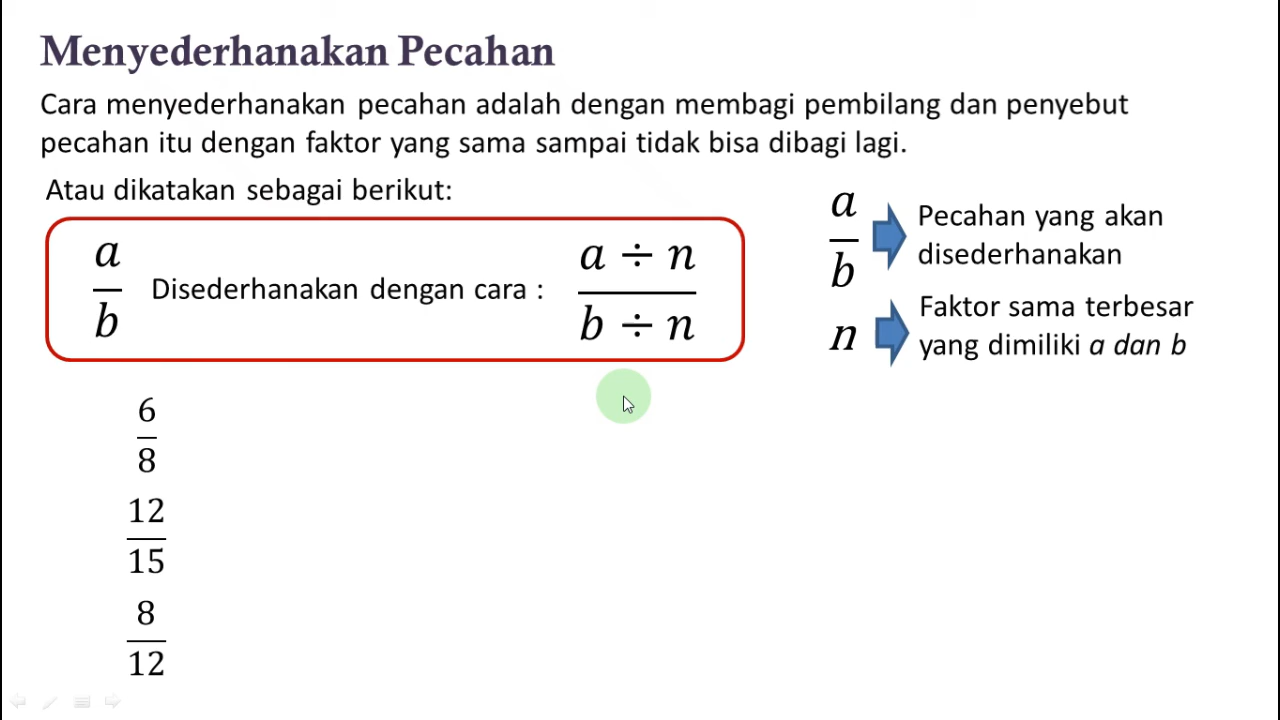 Menyederhanakan Pecahan
Cara menyederhanakan pecahan adalah dengan membagi pembilang dan penyebut
pecahan itu dengan faktor yang sama sampai tidak bisa dibagi lagi.
Atau dikatakan sebagai berikut:
a
b
Disederhanakan dengan cara :
a ÷ n
b ÷ n
a
b
Pecahan yang akan
disederhanakan
n
Faktor sama terbesar
yang dimiliki a dan b
6
8
12
15
8
12